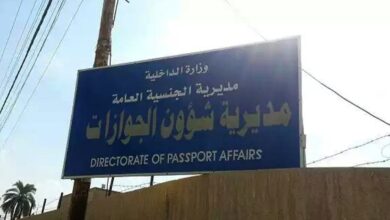 وزارة الداخلية
مديرية الجنسية العامة
مديرية شؤون الجوازات
DIRECTORATE OF PASSPORT AFFAIRS